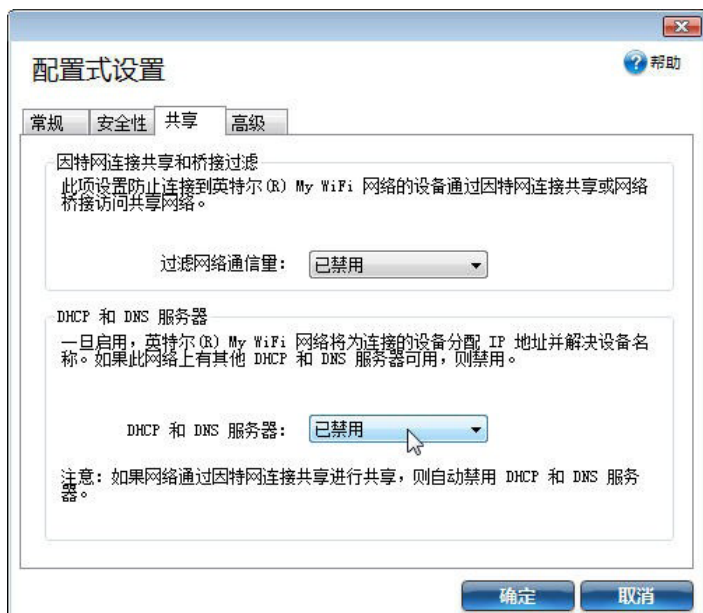 配置式设置
帮助
常规 安全性 共享 高级
因特网连接共享和桥接过滤
此项设置防止连接到英特尔(R) My WiFi 网络的设备通过因特网连接共享或网络
桥接访问共享网络。
过滤网络通信量: 已禁用
DHCP 和 DNS 服务器
一旦启用,英特尔(R) My WiFi 网络将为连接的设备分配 IP 地址并解决设备名
称。如果此网络上有其他 DHCP 和 DNS 服务器可用,则禁用。
DHCP 和 DNS 服务器: 已禁用
注意:如果网络通过因特网连接共享进行共享,则自动禁用 DHCP 和 DNS 服务
器。
确定 取消